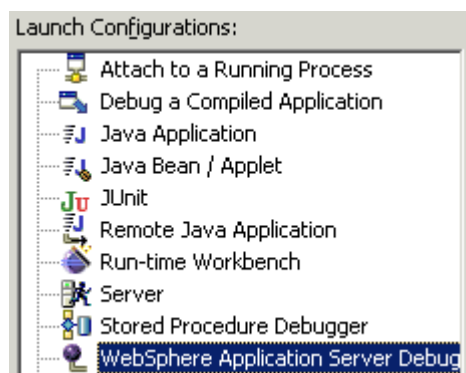 Launch Configurations:
Attach to a Running Process
Debug a Compiled Application
Java Application
Java Bean / Applet
JUnit
Remote Java Application
Run-time Workbench
Server
Stored Procedure Debugger
WebSphere Application Server Debug